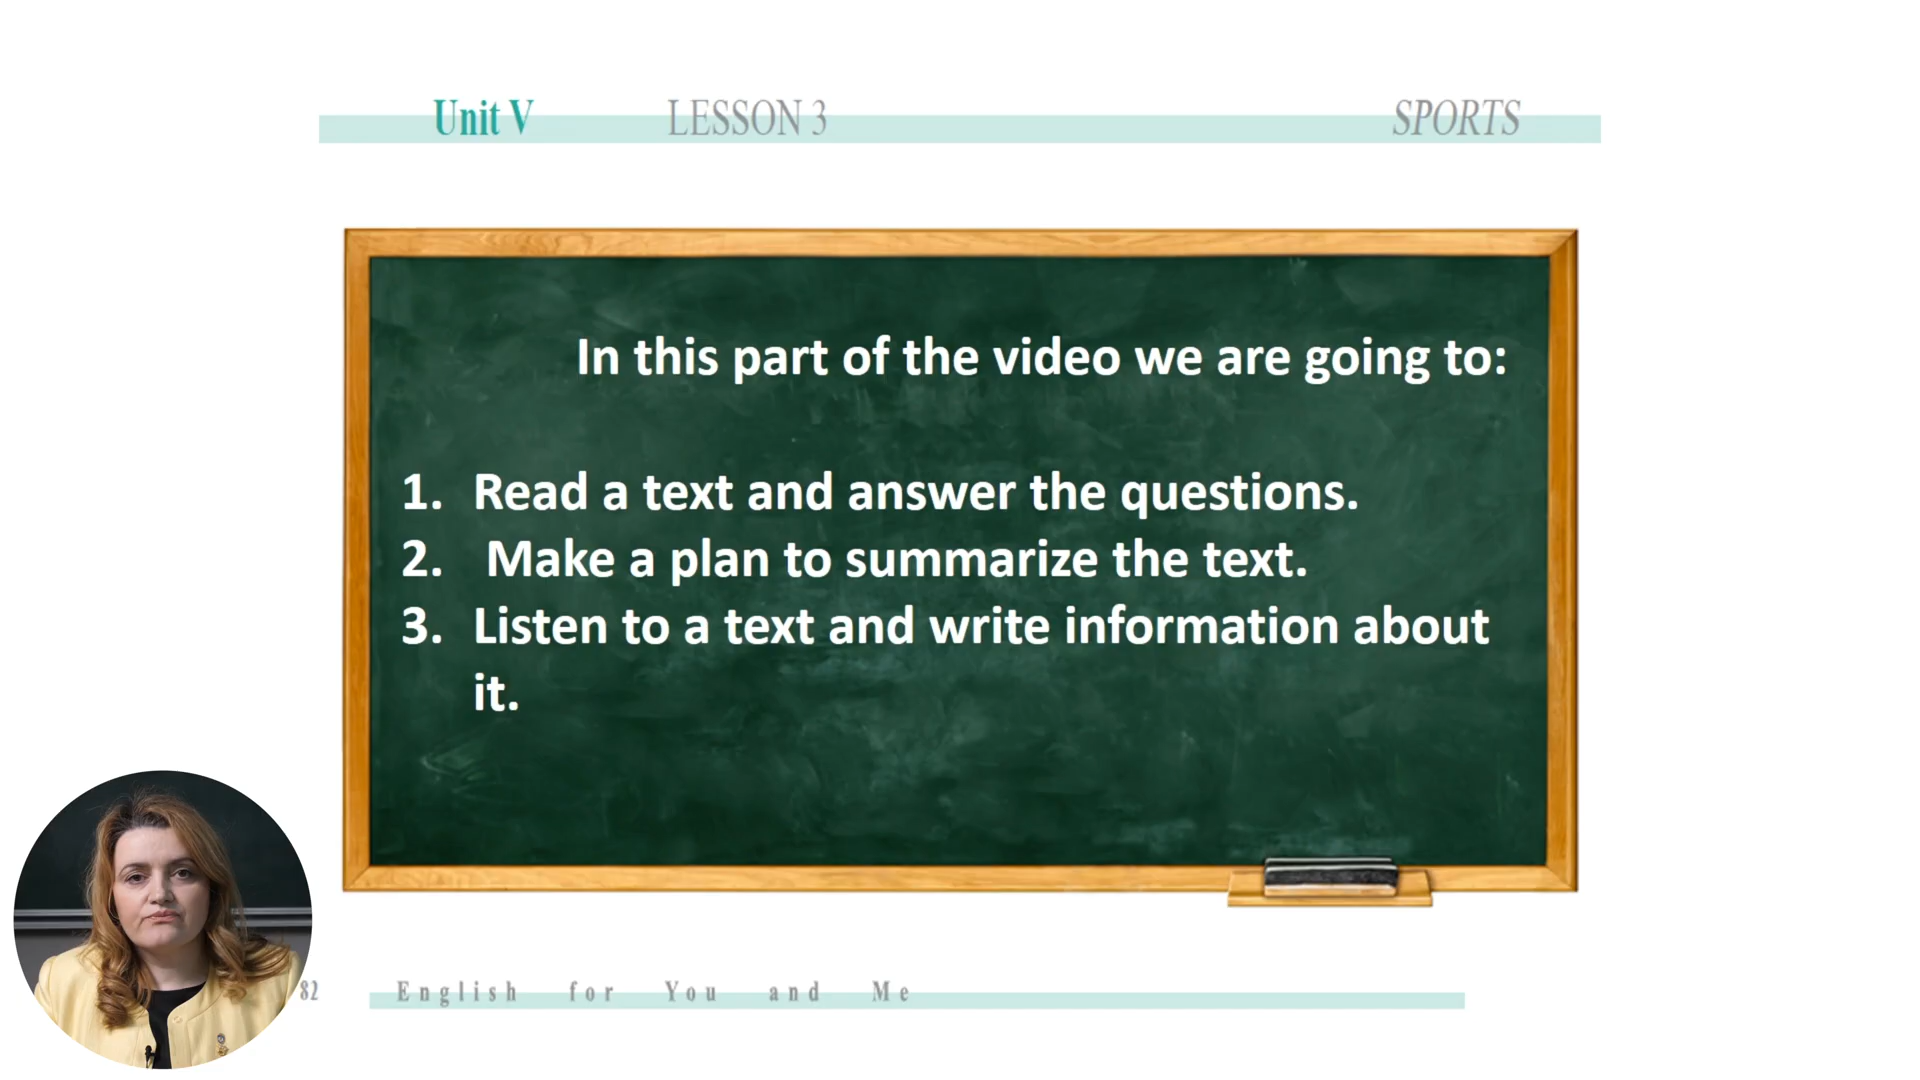 Unit V LESSON 3 SPORTS
In this part of the video we are going to:
1. Read a text and answer the questions.
2. Make a plan to summarize the text.
3. Listen to a text and write information about
it.
82 English for You and Me